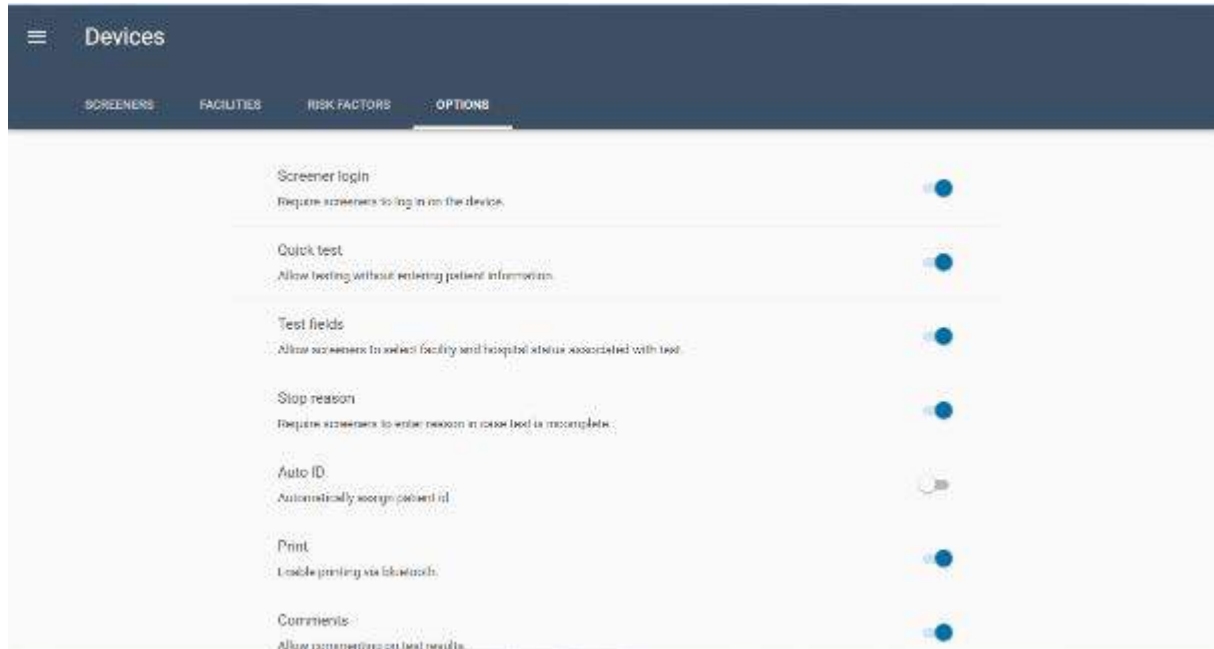 Devices
SCREENERS FACILITIES RISK FACTORS OPTIONS
Screener login
Require screeners to log in on the device.
Quick test
Allow testing without entering patient information.
Test fields
Allow screeners to select facility and hospital status associated with test.
Stop reason
Require screeners to enter reason in case test is incomplete.
Auto ID
Automatically assign patient id
Print
Enable printing via bluetooth.
Comments
Allow commenting on test results.